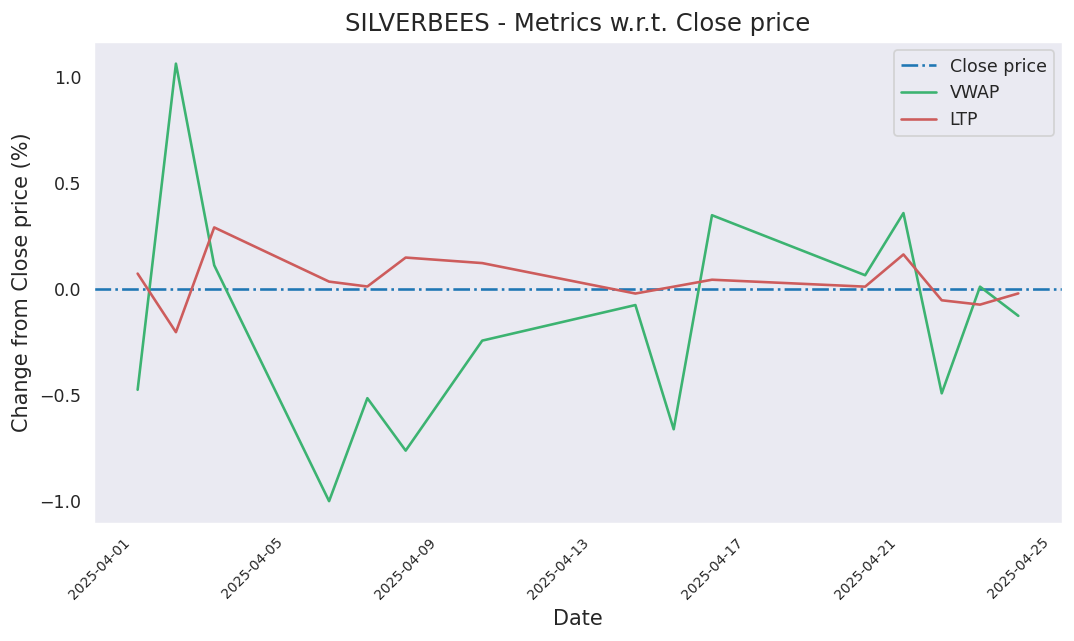 SILVERBEES - Metrics w.r.t. Close price
Close price
VWAP
LTP
Change from Close price (%)
1.0
0.5
0.0
−0.5
−1.0
2025-04-01
2025-04-05
2025-04-09
2025-04-13
2025-04-17
2025-04-21
2025-04-25
Date